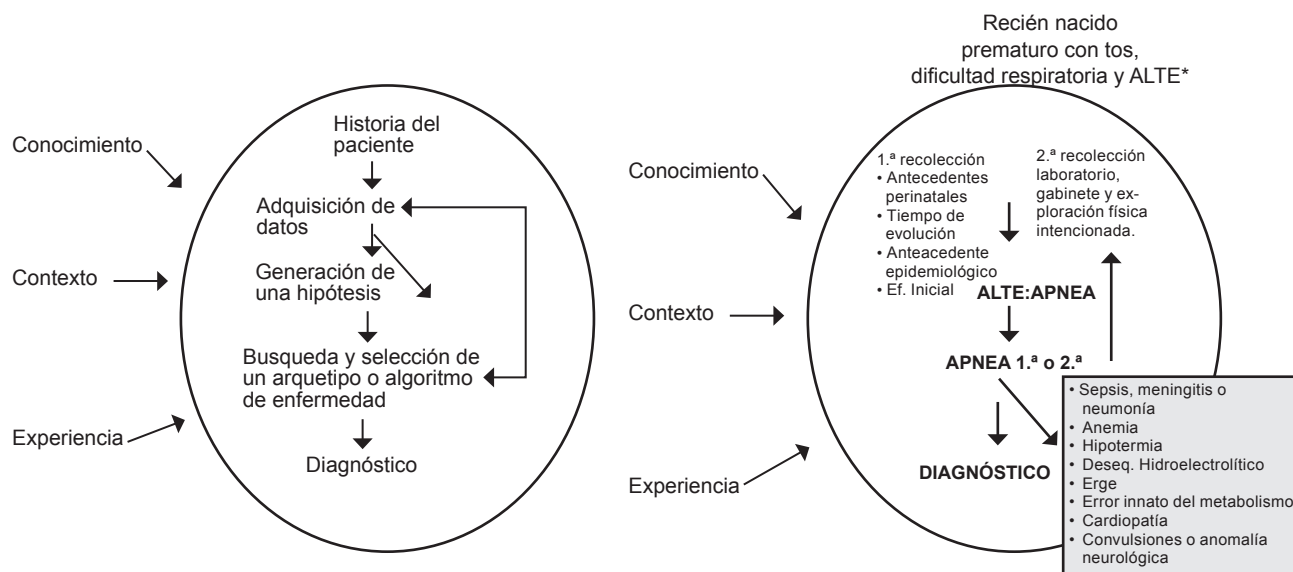 Conocimiento
Contexto
Experiencia
Historia del
paciente
Adquisición de
datos
Generación de
una hipótesis
Busqueda y selección de
un arquetipo o algoritmo
de enfermedad
Diagnóstico
Recién nacido
prematuro con tos,
dificultad respiratoria y ALTE*
Conocimiento
Contexto
Experiencia
1.ª recolección
• Antecedentes
perinatales
• Tiempo de
evolución
• Anteacedente
epidemiológico
• Ef. Inicial
2.ª recolección
laboratorio,
gabinete y ex-
ploración física
intencionada.
ALTE:APNEA
APNEA 1.ª o 2.ª
DIAGNÓSTICO
• Sepsis, meningitis o
neumonía
• Anemia
• Hipotermia
• Deseq. Hidroelectrolítico
• Erge
• Error innato del metabolismo
• Cardiopatía
• Convulsiones o anomalía
neurológica